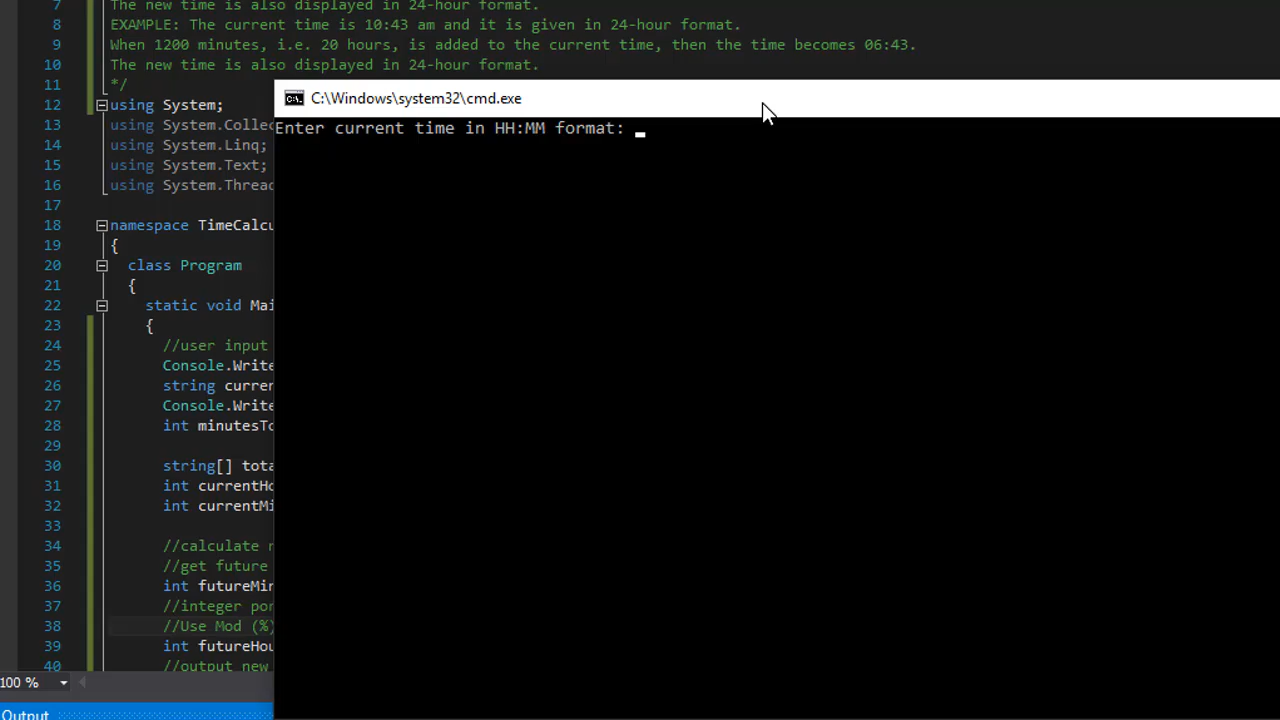 7 The new time is also displayed in 24-hour format.
8 EXAMPLE: The current time is 10:43 am and it is given in 24-hour format.
9 When 1200 minutes, i.e. 20 hours, is added to the current time, then the time becomes 06:43.
10 The new time is also displayed in 24-hour format.
11 */
12 using System;
13 using System.Collec
14 using System.Linq;
15 using System.Text;
16 using System.Thread
17
18 namespace TimeCalcu
19 {
20 class Program
21 {
22 static void Mai
23 {
24 //user input
25 Console.Write
26 string curren
27 Console.Write
28 int minutesTo
29
30 string[] tota
31 int currentHo
32 int currentMi
33
34 //calculate n
35 //get future
36 int futureMin
37 //integer por
38 //Use Mod (%)
39 int futureHou
40 //output new
100 %
Output
C:\Windows\system32\cmd.exe
Enter current time in HH:MM format: